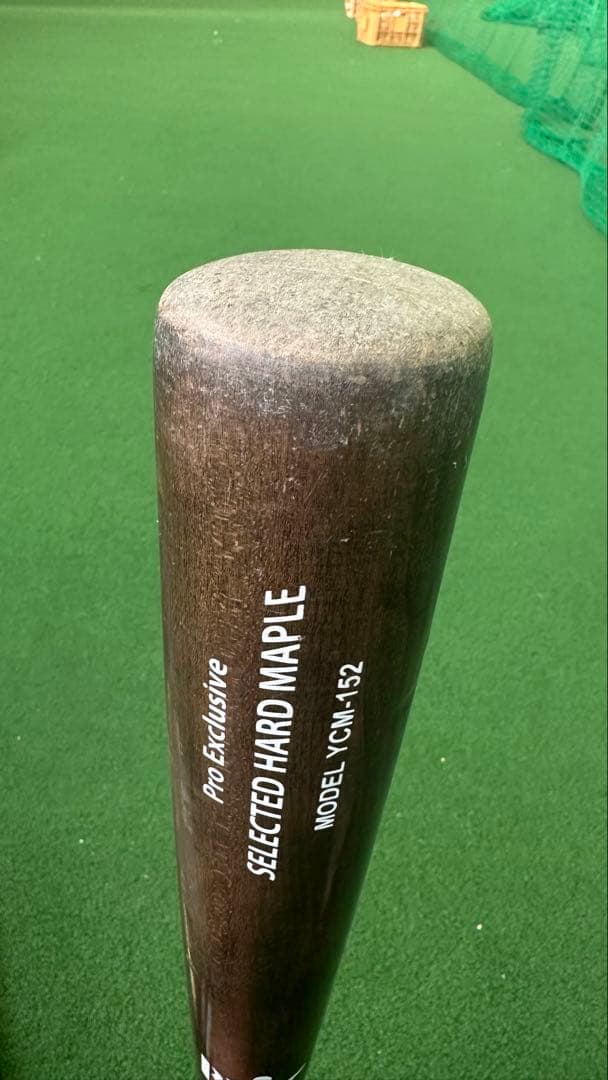 Pro Exclusive
SELECTED HARD MAPLE
MODEL YCM-152